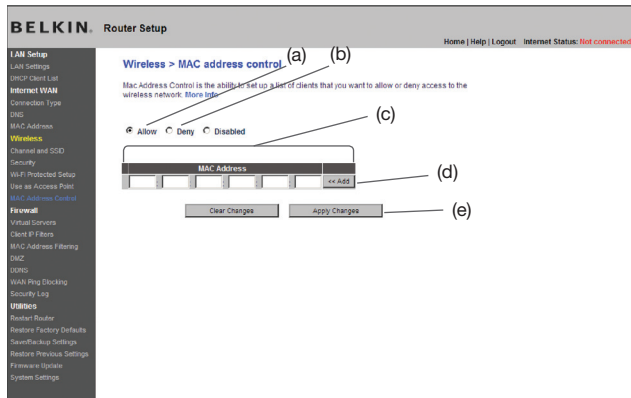 BELKIN. Router Setup
Home | Help | Logout Internet Status: Not connected
LAN Setup
LAN Settings
DHCP Client List
Internet WAN
Connection Type
DNS
MAC Address
Wireless
Channel and SSID
Security
Wi-Fi Protected Setup
Use as Access Point
MAC Address Control
Firewall
Virtual Servers
Client IP Filters
MAC Address Filtering
DMZ
DDNS
WAN Ping Blocking
Security Log
Utilities
Restart Router
Restore Factory Defaults
Save/Backup Settings
Restore Previous Settings
Firmware Update
System Settings
Wireless > MAC address control
(a)
(b)
Mac Address Control is the ability to set up a list of clients that you want to allow or deny access to the
wireless network. More Info
(c)
Allow Deny Disabled
MAC Address
: : : : : << Add
(d)
Clear Changes Apply Changes
(e)